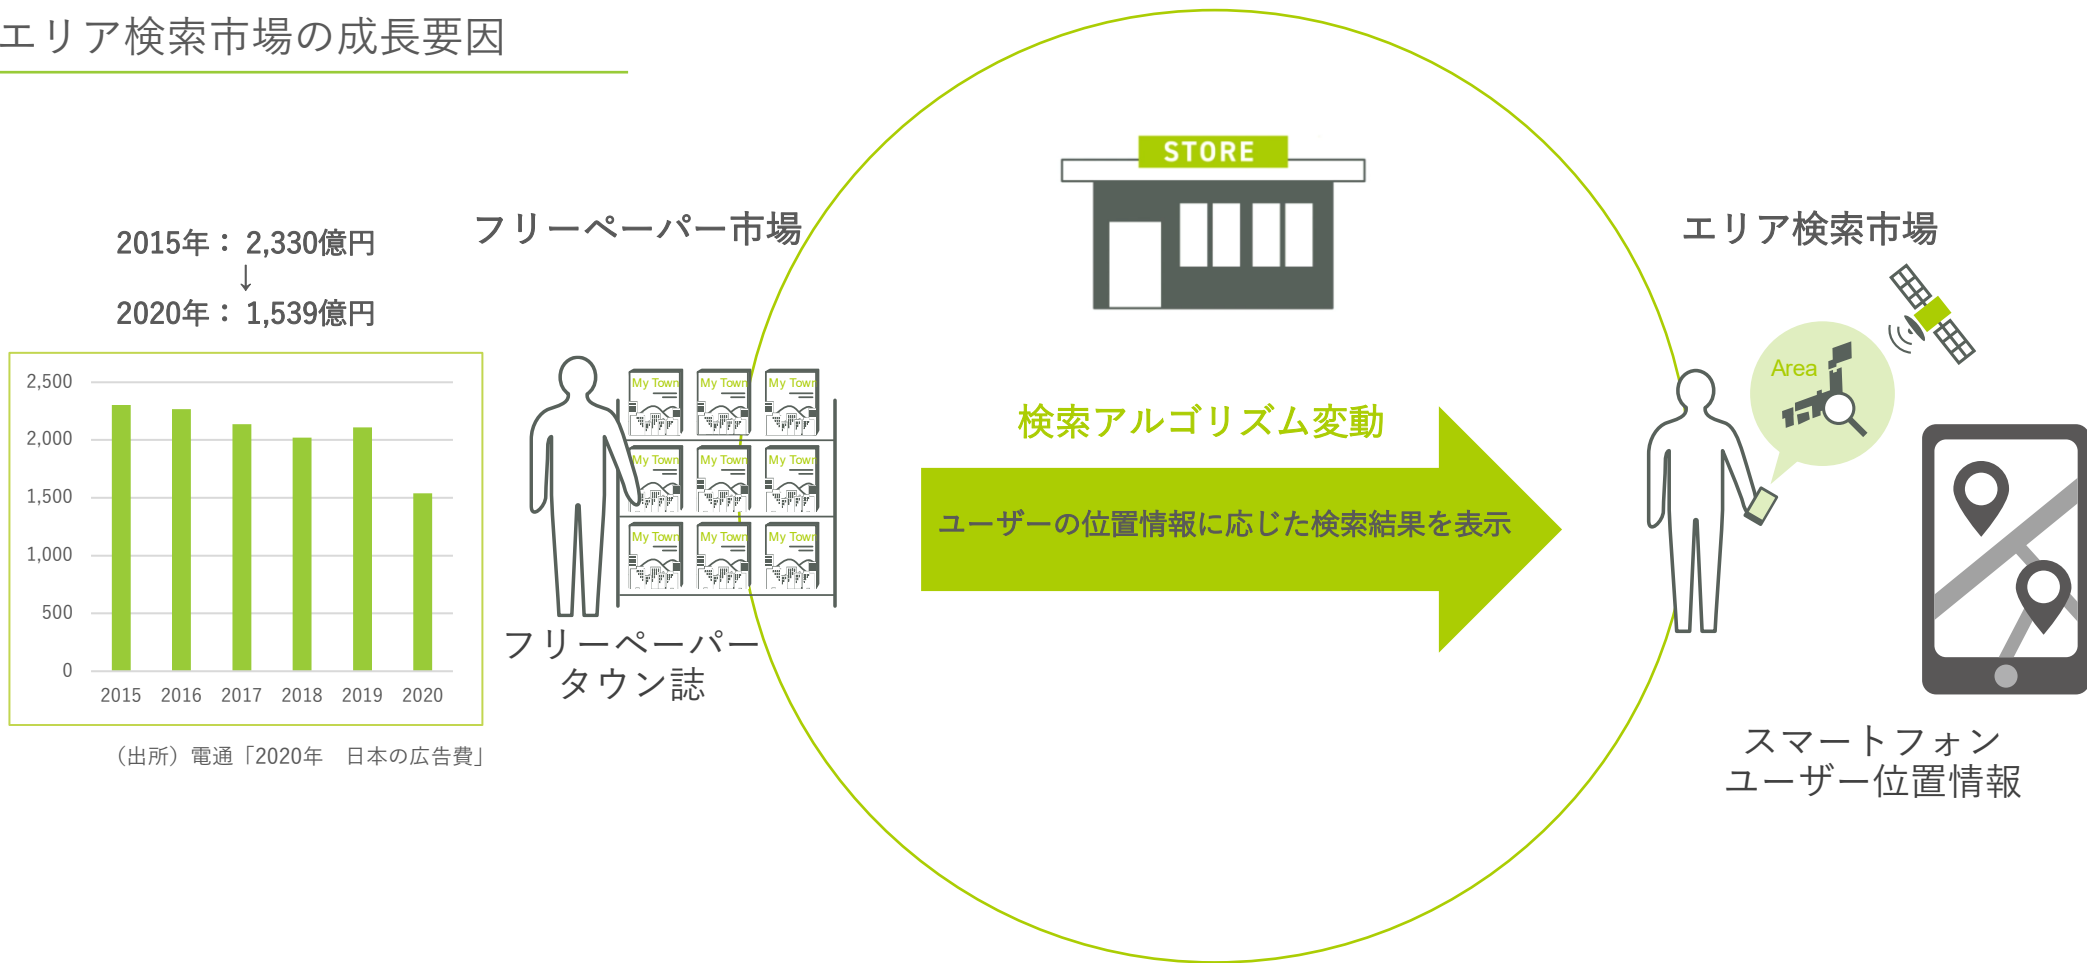 エリア検索市場の成長要因
2015年： 2,330億円
↓
2020年： 1,539億円
2,500
2,000
1,500
1,000
500
0
2015 2016 2017 2018 2019 2020
（出所）電通「2020年　日本の広告費」
フリーペーパー市場
My Town My Town My Town
My Town My Town My Town
My Town My Town My Town
フリーペーパー
タウン誌
STORE
検索アルゴリズム変動
ユーザーの位置情報に応じた検索結果を表示
エリア検索市場
Area
スマートフォン
ユーザー位置情報